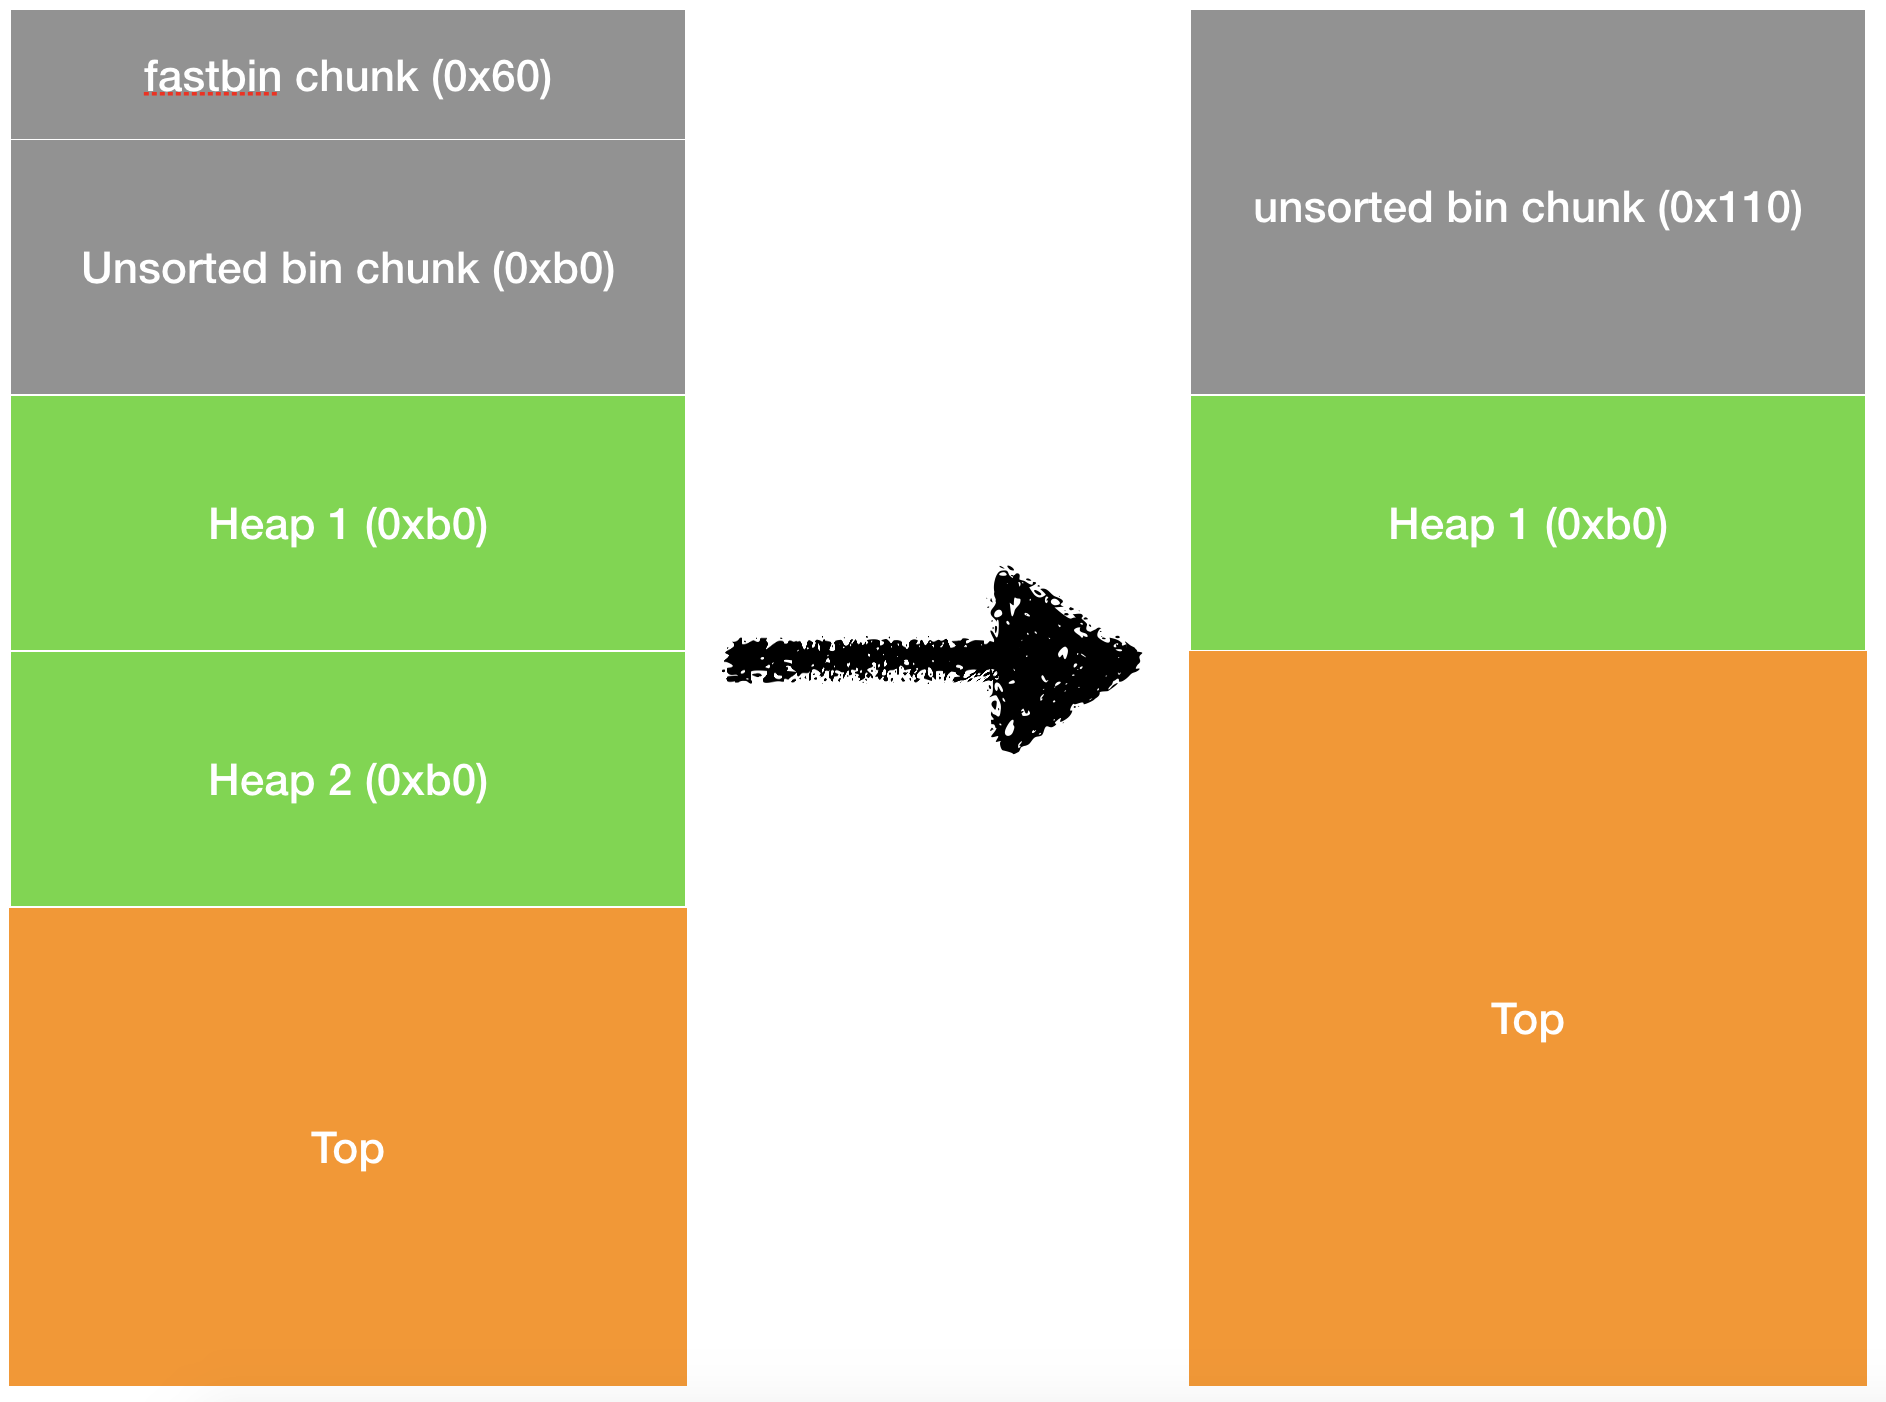 fastbin chunk (0x60)
Unsorted bin chunk (0xb0)
Heap 1 (0xb0)
Heap 2 (0xb0)
Top
unsorted bin chunk (0x110)
Heap 1 (0xb0)
Top